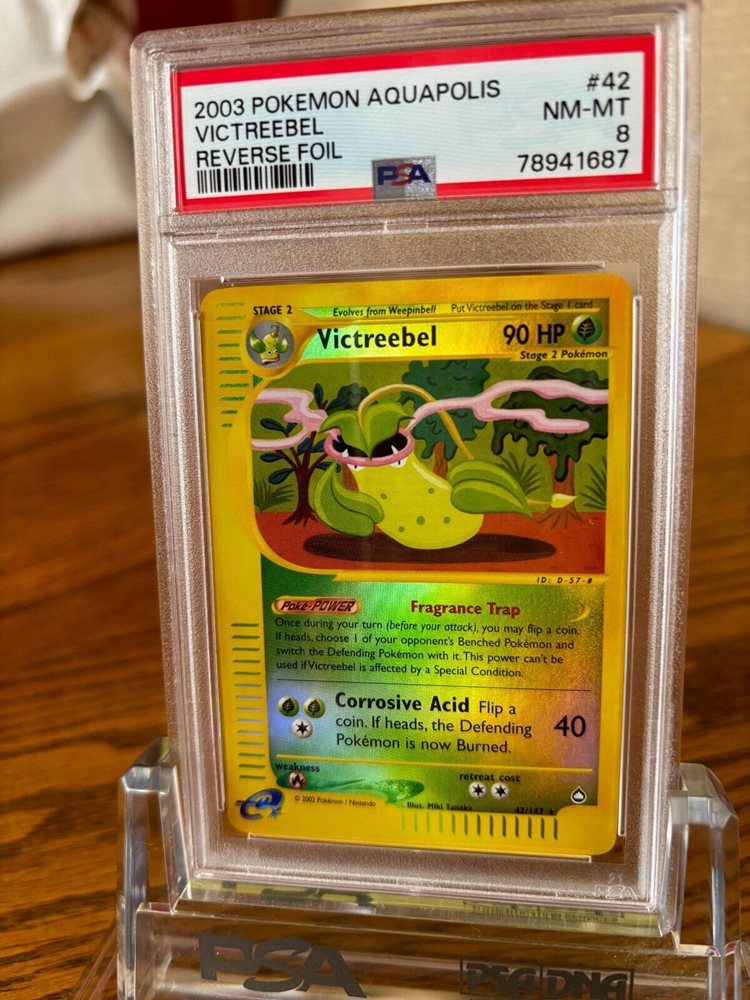 2003 POKEMON AQUAPOLIS #42
VICTREEBEL NM-MT
REVERSE FOIL 8
PSA 78941687
STAGE 2 Evolves from Weepinbell Put Victreebel on the Stage 1 card
Victreebel 90 HP
Stage 2 Pokémon
ID: D-57-#
Poké-POWER Fragrance Trap
Once during your turn (before your attack), you may flip a coin.
If heads, choose 1 of your opponent's Benched Pokémon and
switch the Defending Pokémon with it. This power can't be
used if Victreebel is affected by a Special Condition.
Corrosive Acid Flip a
coin. If heads, the Defending 40
Pokémon is now Burned.
weakness
retreat cost
© 2002 Pokémon / Nintendo Illus. Miki Tanaka 42/147 ★
e
PSA
PSA DNA